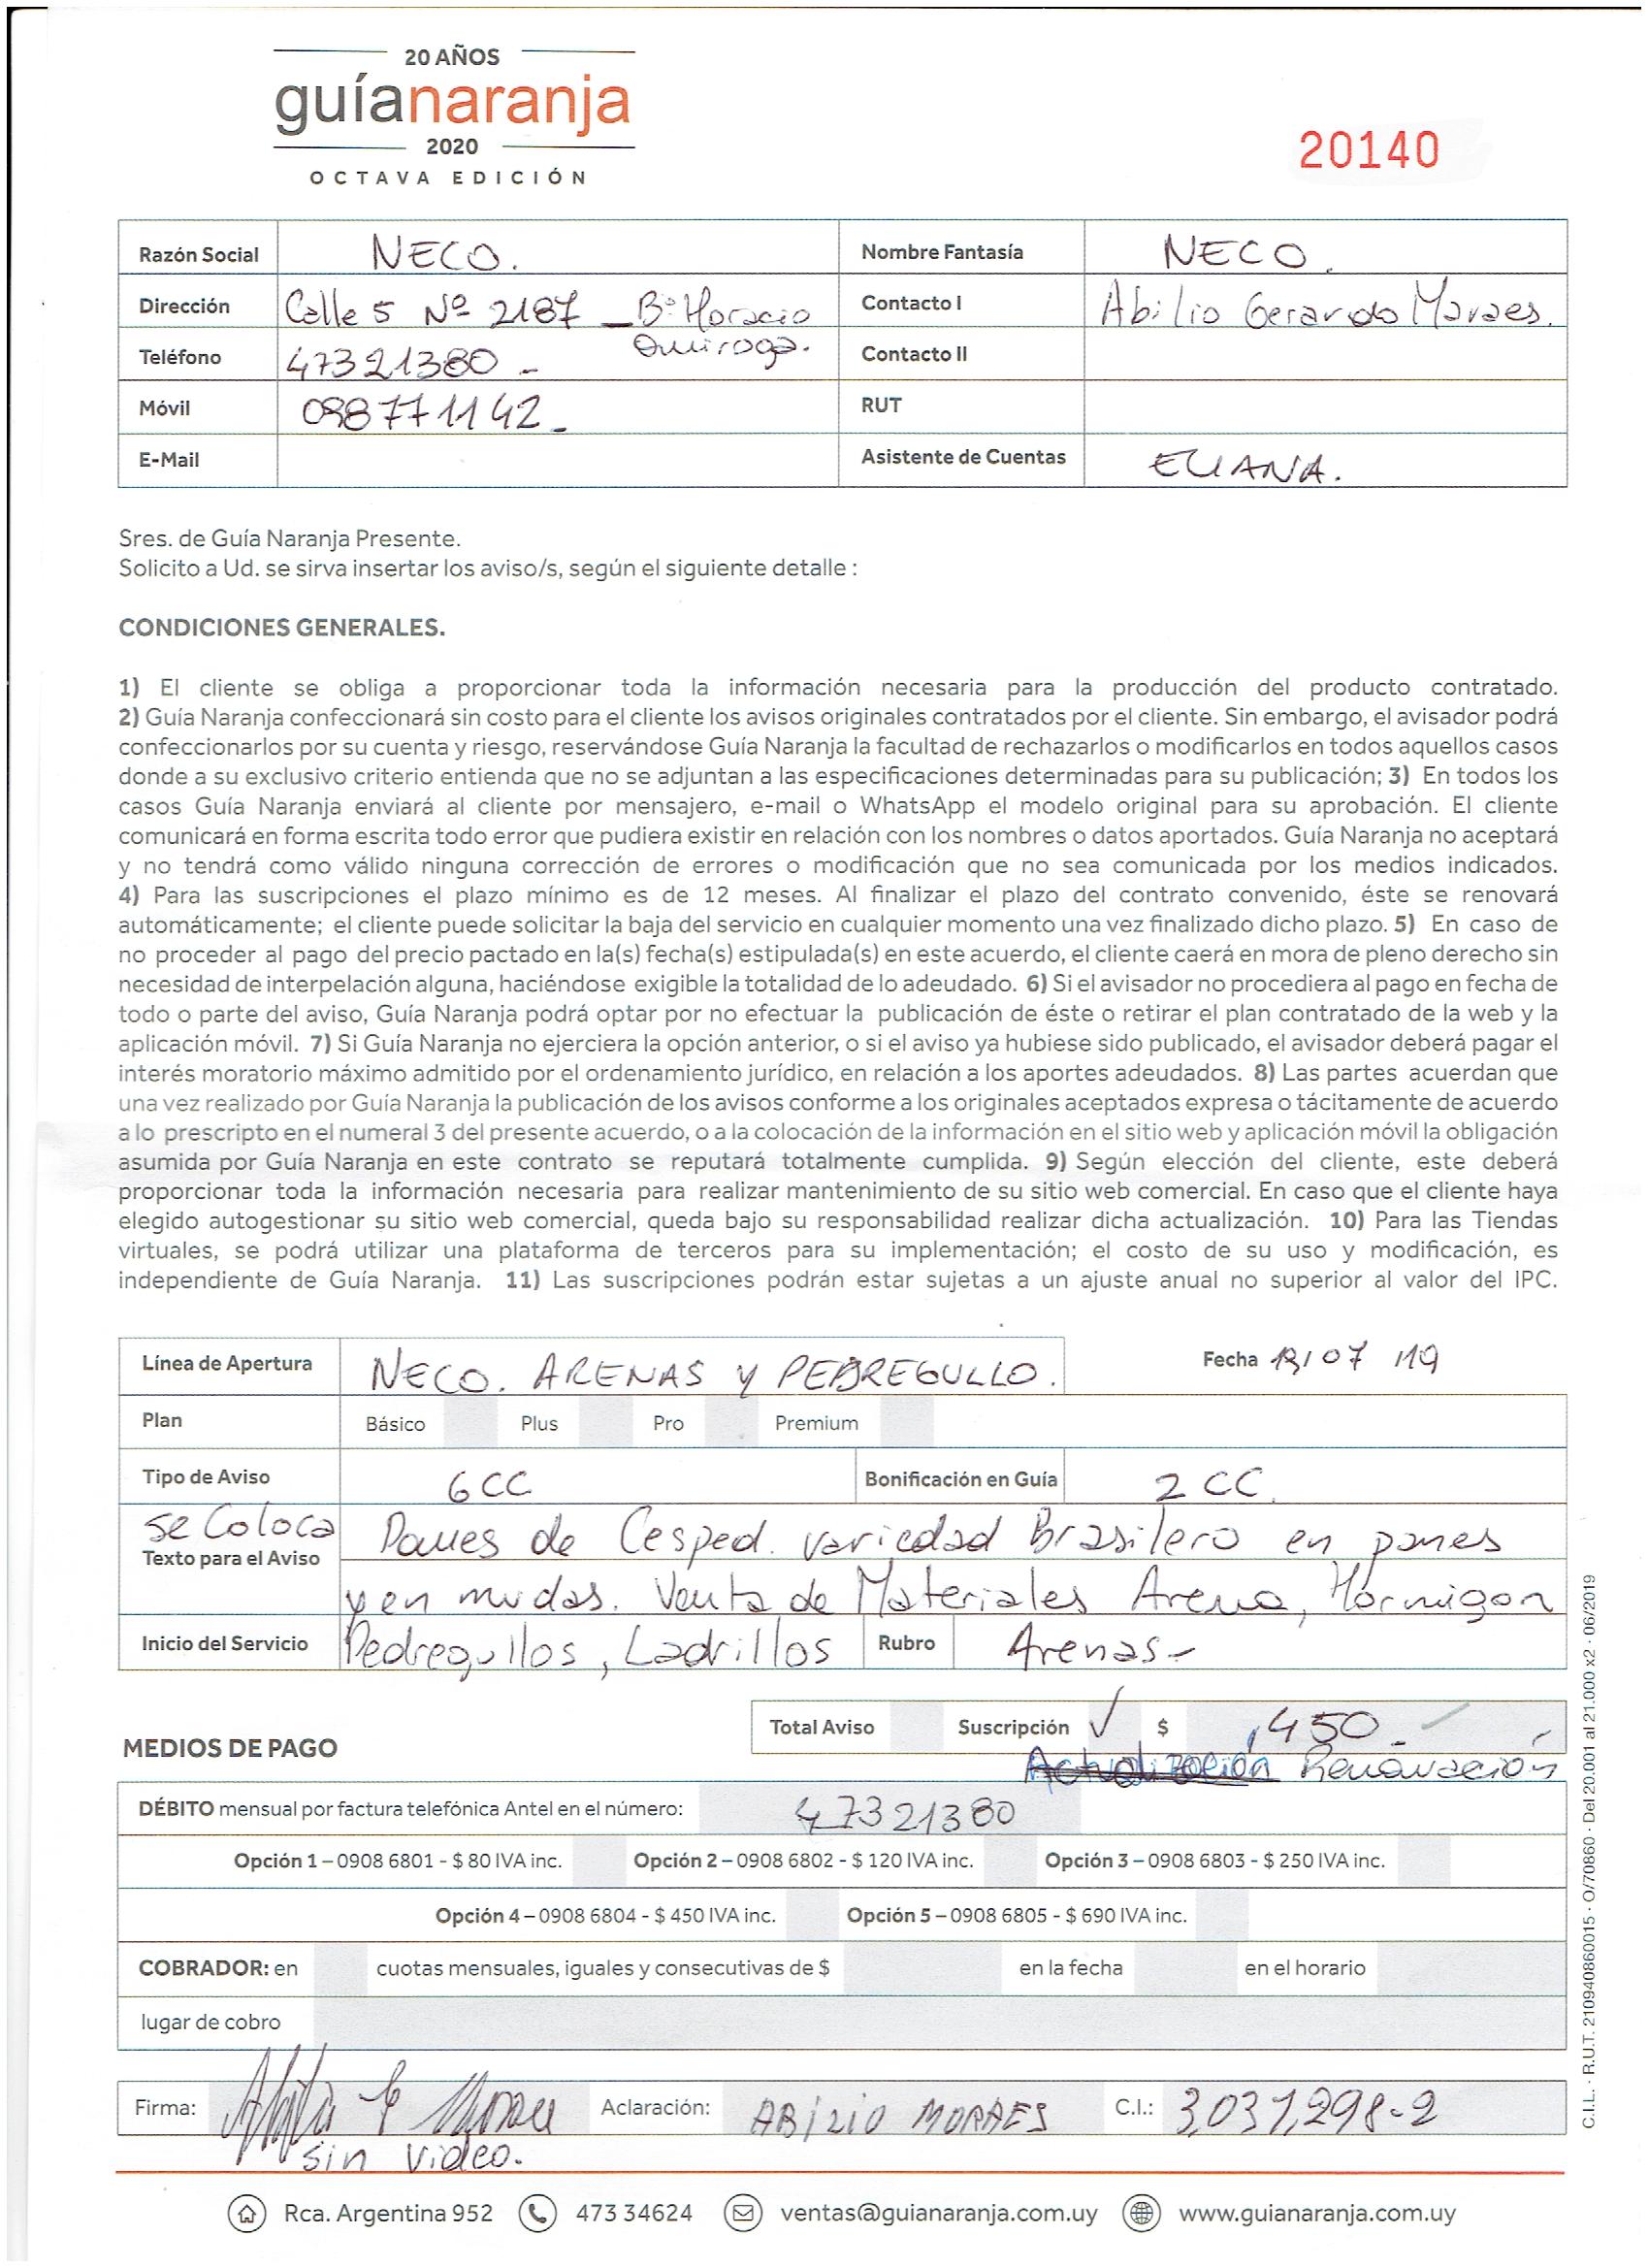 20 AÑOS
guíanaranja
2020
OCTAVA EDICIÓN
20140
Razón Social NECO. Nombre Fantasía NECO.
Dirección Calle 5 Nº 2187 _ Bº Horacio Quiroga. Contacto I Abilio Gerardo Moraes.
Teléfono 47321380 - Contacto II
Móvil 098771142 - RUT
E-Mail Asistente de Cuentas ELIANA.
Sres. de Guía Naranja Presente.
Solicito a Ud. se sirva insertar los aviso/s, según el siguiente detalle :
CONDICIONES GENERALES.
1) El cliente se obliga a proporcionar toda la información necesaria para la producción del producto contratado.
2) Guía Naranja confeccionará sin costo para el cliente los avisos originales contratados por el cliente. Sin embargo, el avisador podrá
confeccionarlos por su cuenta y riesgo, reservándose Guía Naranja la facultad de rechazarlos o modificarlos en todos aquellos casos
donde a su exclusivo criterio entienda que no se adjuntan a las especificaciones determinadas para su publicación; 3) En todos los
casos Guía Naranja enviará al cliente por mensajero, e-mail o WhatsApp el modelo original para su aprobación. El cliente
comunicará en forma escrita todo error que pudiera existir en relación con los nombres o datos aportados. Guía Naranja no aceptará
y no tendrá como válido ninguna corrección de errores o modificación que no sea comunicada por los medios indicados.
4) Para las suscripciones el plazo mínimo es de 12 meses. Al finalizar el plazo del contrato convenido, éste se renovará
automáticamente; el cliente puede solicitar la baja del servicio en cualquier momento una vez finalizado dicho plazo. 5) En caso de
no proceder al pago del precio pactado en la(s) fecha(s) estipulada(s) en este acuerdo, el cliente caerá en mora de pleno derecho sin
necesidad de interpelación alguna, haciéndose exigible la totalidad de lo adeudado. 6) Si el avisador no procediera al pago en fecha de
todo o parte del aviso, Guía Naranja podrá optar por no efectuar la publicación de éste o retirar el plan contratado de la web y la
aplicación móvil. 7) Si Guía Naranja no ejerciera la opción anterior, o si el aviso ya hubiese sido publicado, el avisador deberá pagar el
interés moratorio máximo admitido por el ordenamiento jurídico, en relación a los aportes adeudados. 8) Las partes acuerdan que
una vez realizado por Guía Naranja la publicación de los avisos conforme a los originales aceptados expresa o tácitamente de acuerdo
a lo prescripto en el numeral 3 del presente acuerdo, o a la colocación de la información en el sitio web y aplicación móvil la obligación
asumida por Guía Naranja en este contrato se reputará totalmente cumplida. 9) Según elección del cliente, este deberá
proporcionar toda la información necesaria para realizar mantenimiento de su sitio web comercial. En caso que el cliente haya
elegido autogestionar su sitio web comercial, queda bajo su responsabilidad realizar dicha actualización. 10) Para las Tiendas
virtuales, se podrá utilizar una plataforma de terceros para su implementación; el costo de su uso y modificación, es
independiente de Guía Naranja. 11) Las suscripciones podrán estar sujetas a un ajuste anual no superior al valor del IPC.
Línea de Apertura NECO. ARENAS Y PEDREGULLO. Fecha /07 /19
Plan Básico Plus Pro Premium
Tipo de Aviso 6CC Bonificación en Guía 2 CC.
se Coloca Panes de Cesped. variedad Brasilero en panes
Texto para el Aviso
y en mudas. Venta de Materiales Arena, Hormigon
Inicio del Servicio Pedregullos, Ladrillos Rubro Arenas-
Total Aviso Suscripción ✓ $ 450 -
MEDIOS DE PAGO
Actualización Renovación
DÉBITO mensual por factura telefónica Antel en el número: 47321380
Opción 1 – 0908 6801 - $ 80 IVA inc. Opción 2 – 0908 6802 - $ 120 IVA inc. Opción 3 – 0908 6803 - $ 250 IVA inc.
Opción 4 – 0908 6804 - $ 450 IVA inc. Opción 5 – 0908 6805 - $ 690 IVA inc.
COBRADOR: en cuotas mensuales, iguales y consecutivas de $ en la fecha en el horario
lugar de cobro
Firma: Aclaración: ABILIO MORAES C.I.: 3,031,298-2
sin video.
Rca. Argentina 952 473 34624 ventas@guianaranja.com.uy www.guianaranja.com.uy
C.I.L. · R.U.T. 210940860015 · O/70860 · Del 20.001 al 21.000 x2 · 06/2019